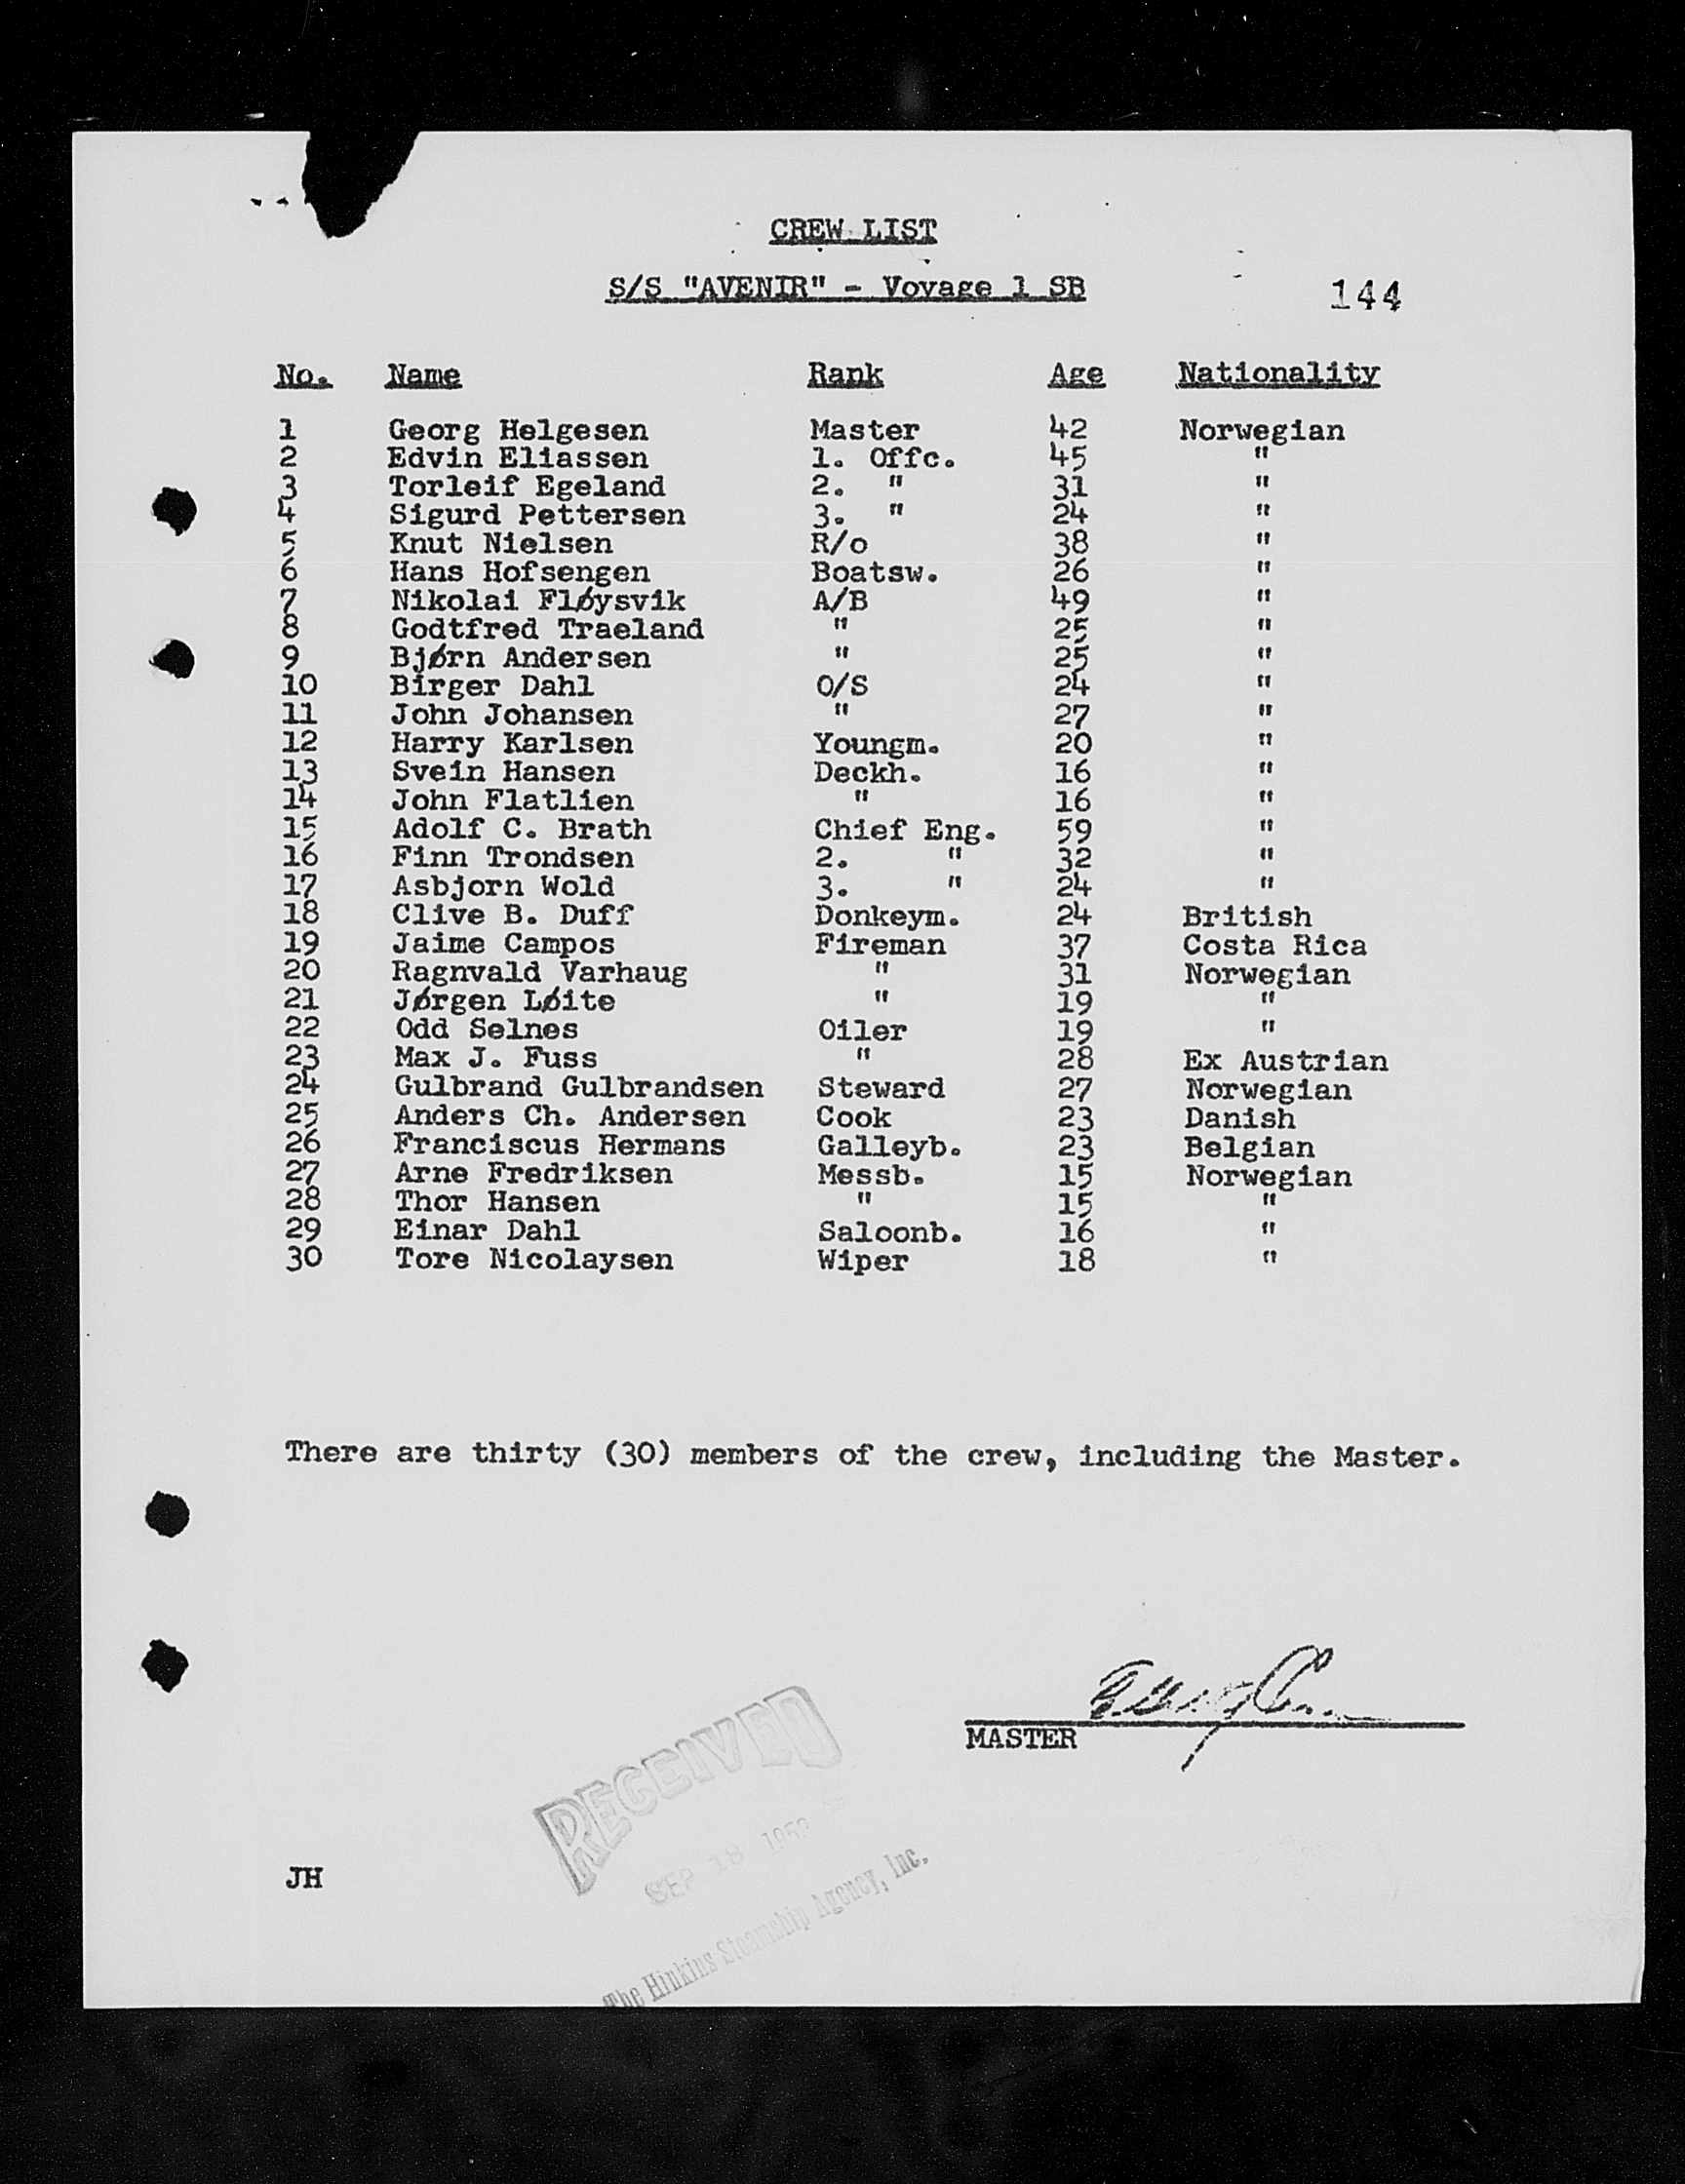 CREW LIST
S/S "AVENIR" - Voyage 1 SB
144
No. Name Rank Age Nationality
1 Georg Helgesen Master 42 Norwegian
2 Edvin Eliassen 1. Offc. 45 "
3 Torleif Egeland 2. " 31 "
4 Sigurd Pettersen 3. " 24 "
5 Knut Nielsen R/o 38 "
6 Hans Hofsengen Boatsw. 26 "
7 Nikolai Fløysvik A/B 49 "
8 Godtfred Traeland " 25 "
9 Bjørn Andersen " 25 "
10 Birger Dahl O/S 24 "
11 John Johansen " 27 "
12 Harry Karlsen Youngm. 20 "
13 Svein Hansen Deckh. 16 "
14 John Flatlien " 16 "
15 Adolf C. Brath Chief Eng. 59 "
16 Finn Trondsen 2. " 32 "
17 Asbjorn Wold 3. " 24 "
18 Clive B. Duff Donkeym. 24 British
19 Jaime Campos Fireman 37 Costa Rica
20 Ragnvald Varhaug " 31 Norwegian
21 Jørgen Løite " 19 "
22 Odd Selnes Oiler 19 "
23 Max J. Fuss " 28 Ex Austrian
24 Gulbrand Gulbrandsen Steward 27 Norwegian
25 Anders Ch. Andersen Cook 23 Danish
26 Franciscus Hermans Galleyb. 23 Belgian
27 Arne Fredriksen Messb. 15 Norwegian
28 Thor Hansen " 15 "
29 Einar Dahl Saloonb. 16 "
30 Tore Nicolaysen Wiper 18 "
There are thirty (30) members of the crew, including the Master.
MASTER
RECEIVED
SEP 18
The Hinkins Steamship Agency, Inc.
JH